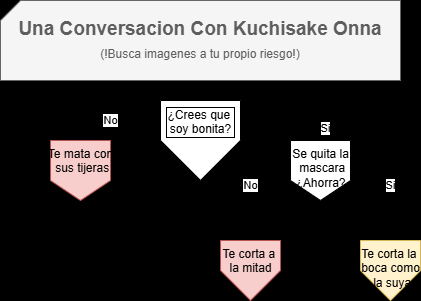 Una Conversacion Con Kuchisake Onna
(!Busca imagenes a tu propio riesgo!)
¿Crees que
soy bonita?
No
Si
Te mata con
sus tijeras
Se quita la
mascara
¿Ahorra?
No
Si
Te corta a
la mitad
Te corta la
boca como
la suya